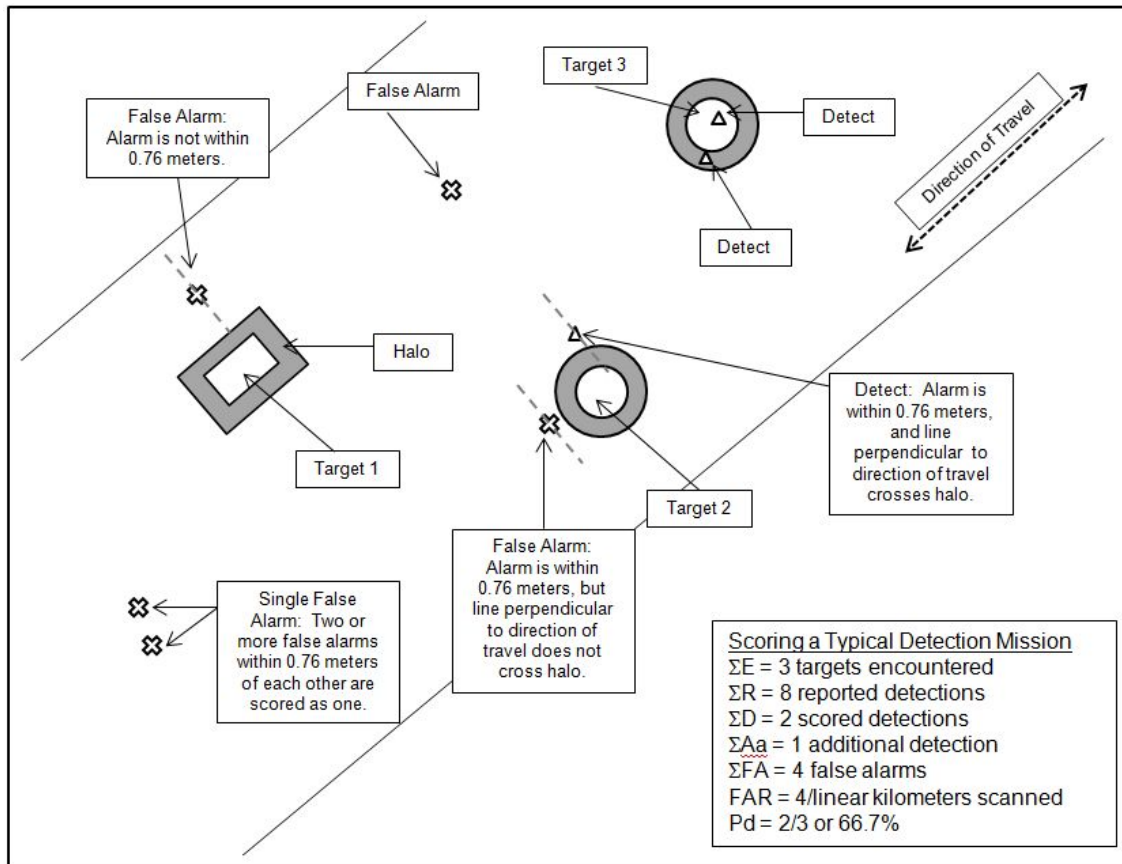 Target 3
False Alarm
False Alarm:
Alarm is not within
0.76 meters.
Detect
Direction of Travel
Detect
Halo
Detect: Alarm is
within 0.76 meters,
and line
perpendicular to
direction of travel
crosses halo.
Target 1
Target 2
False Alarm:
Alarm is within
0.76 meters, but
line perpendicular
to direction of
travel does not
cross halo.
Single False
Alarm: Two or
more false alarms
within 0.76 meters
of each other are
scored as one.
Scoring a Typical Detection Mission
ΣE = 3 targets encountered
ΣR = 8 reported detections
ΣD = 2 scored detections
ΣAa = 1 additional detection
ΣFA = 4 false alarms
FAR = 4/linear kilometers scanned
Pd = 2/3 or 66.7%